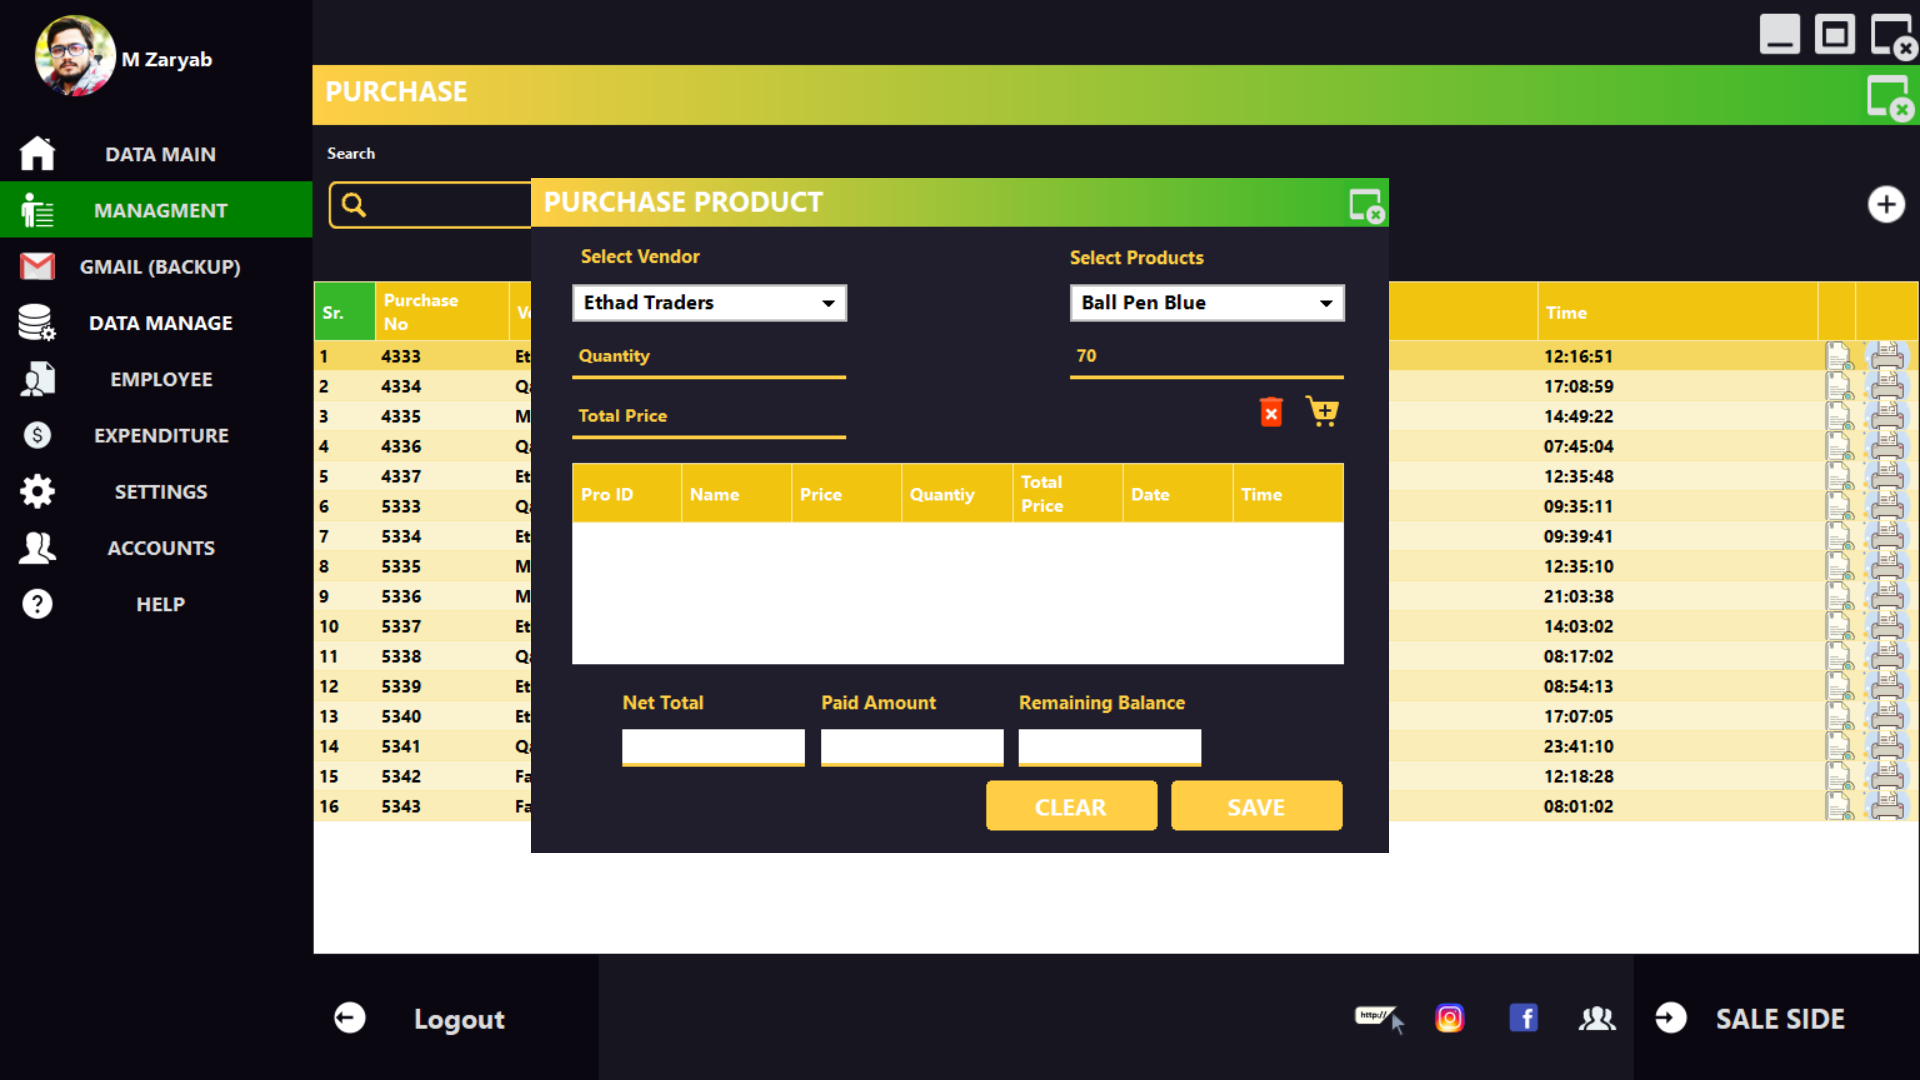 M Zaryab
PURCHASE
DATA MAIN
MANAGMENT
GMAIL (BACKUP)
DATA MANAGE
EMPLOYEE
EXPENDITURE
SETTINGS
ACCOUNTS
HELP
Search
PURCHASE PRODUCT
Select Vendor
Select Products
Ethad Traders
Ball Pen Blue
Quantity
70
Total Price
Pro ID Name Price Quantiy Total Price Date Time
Net Total Paid Amount Remaining Balance
CLEAR SAVE
Sr. Purchase No Time
1 4333 Et 12:16:51
2 4334 17:08:59
3 4335 M 14:49:22
4 4336 07:45:04
5 4337 Et 12:35:48
6 5333 09:35:11
7 5334 Et 09:39:41
8 5335 M 12:35:10
9 5336 M 21:03:38
10 5337 Et 14:03:02
11 5338 08:17:02
12 5339 Et 08:54:13
13 5340 Et 17:07:05
14 5341 23:41:10
15 5342 Fa 12:18:28
16 5343 Fa 08:01:02
Logout
http://
SALE SIDE